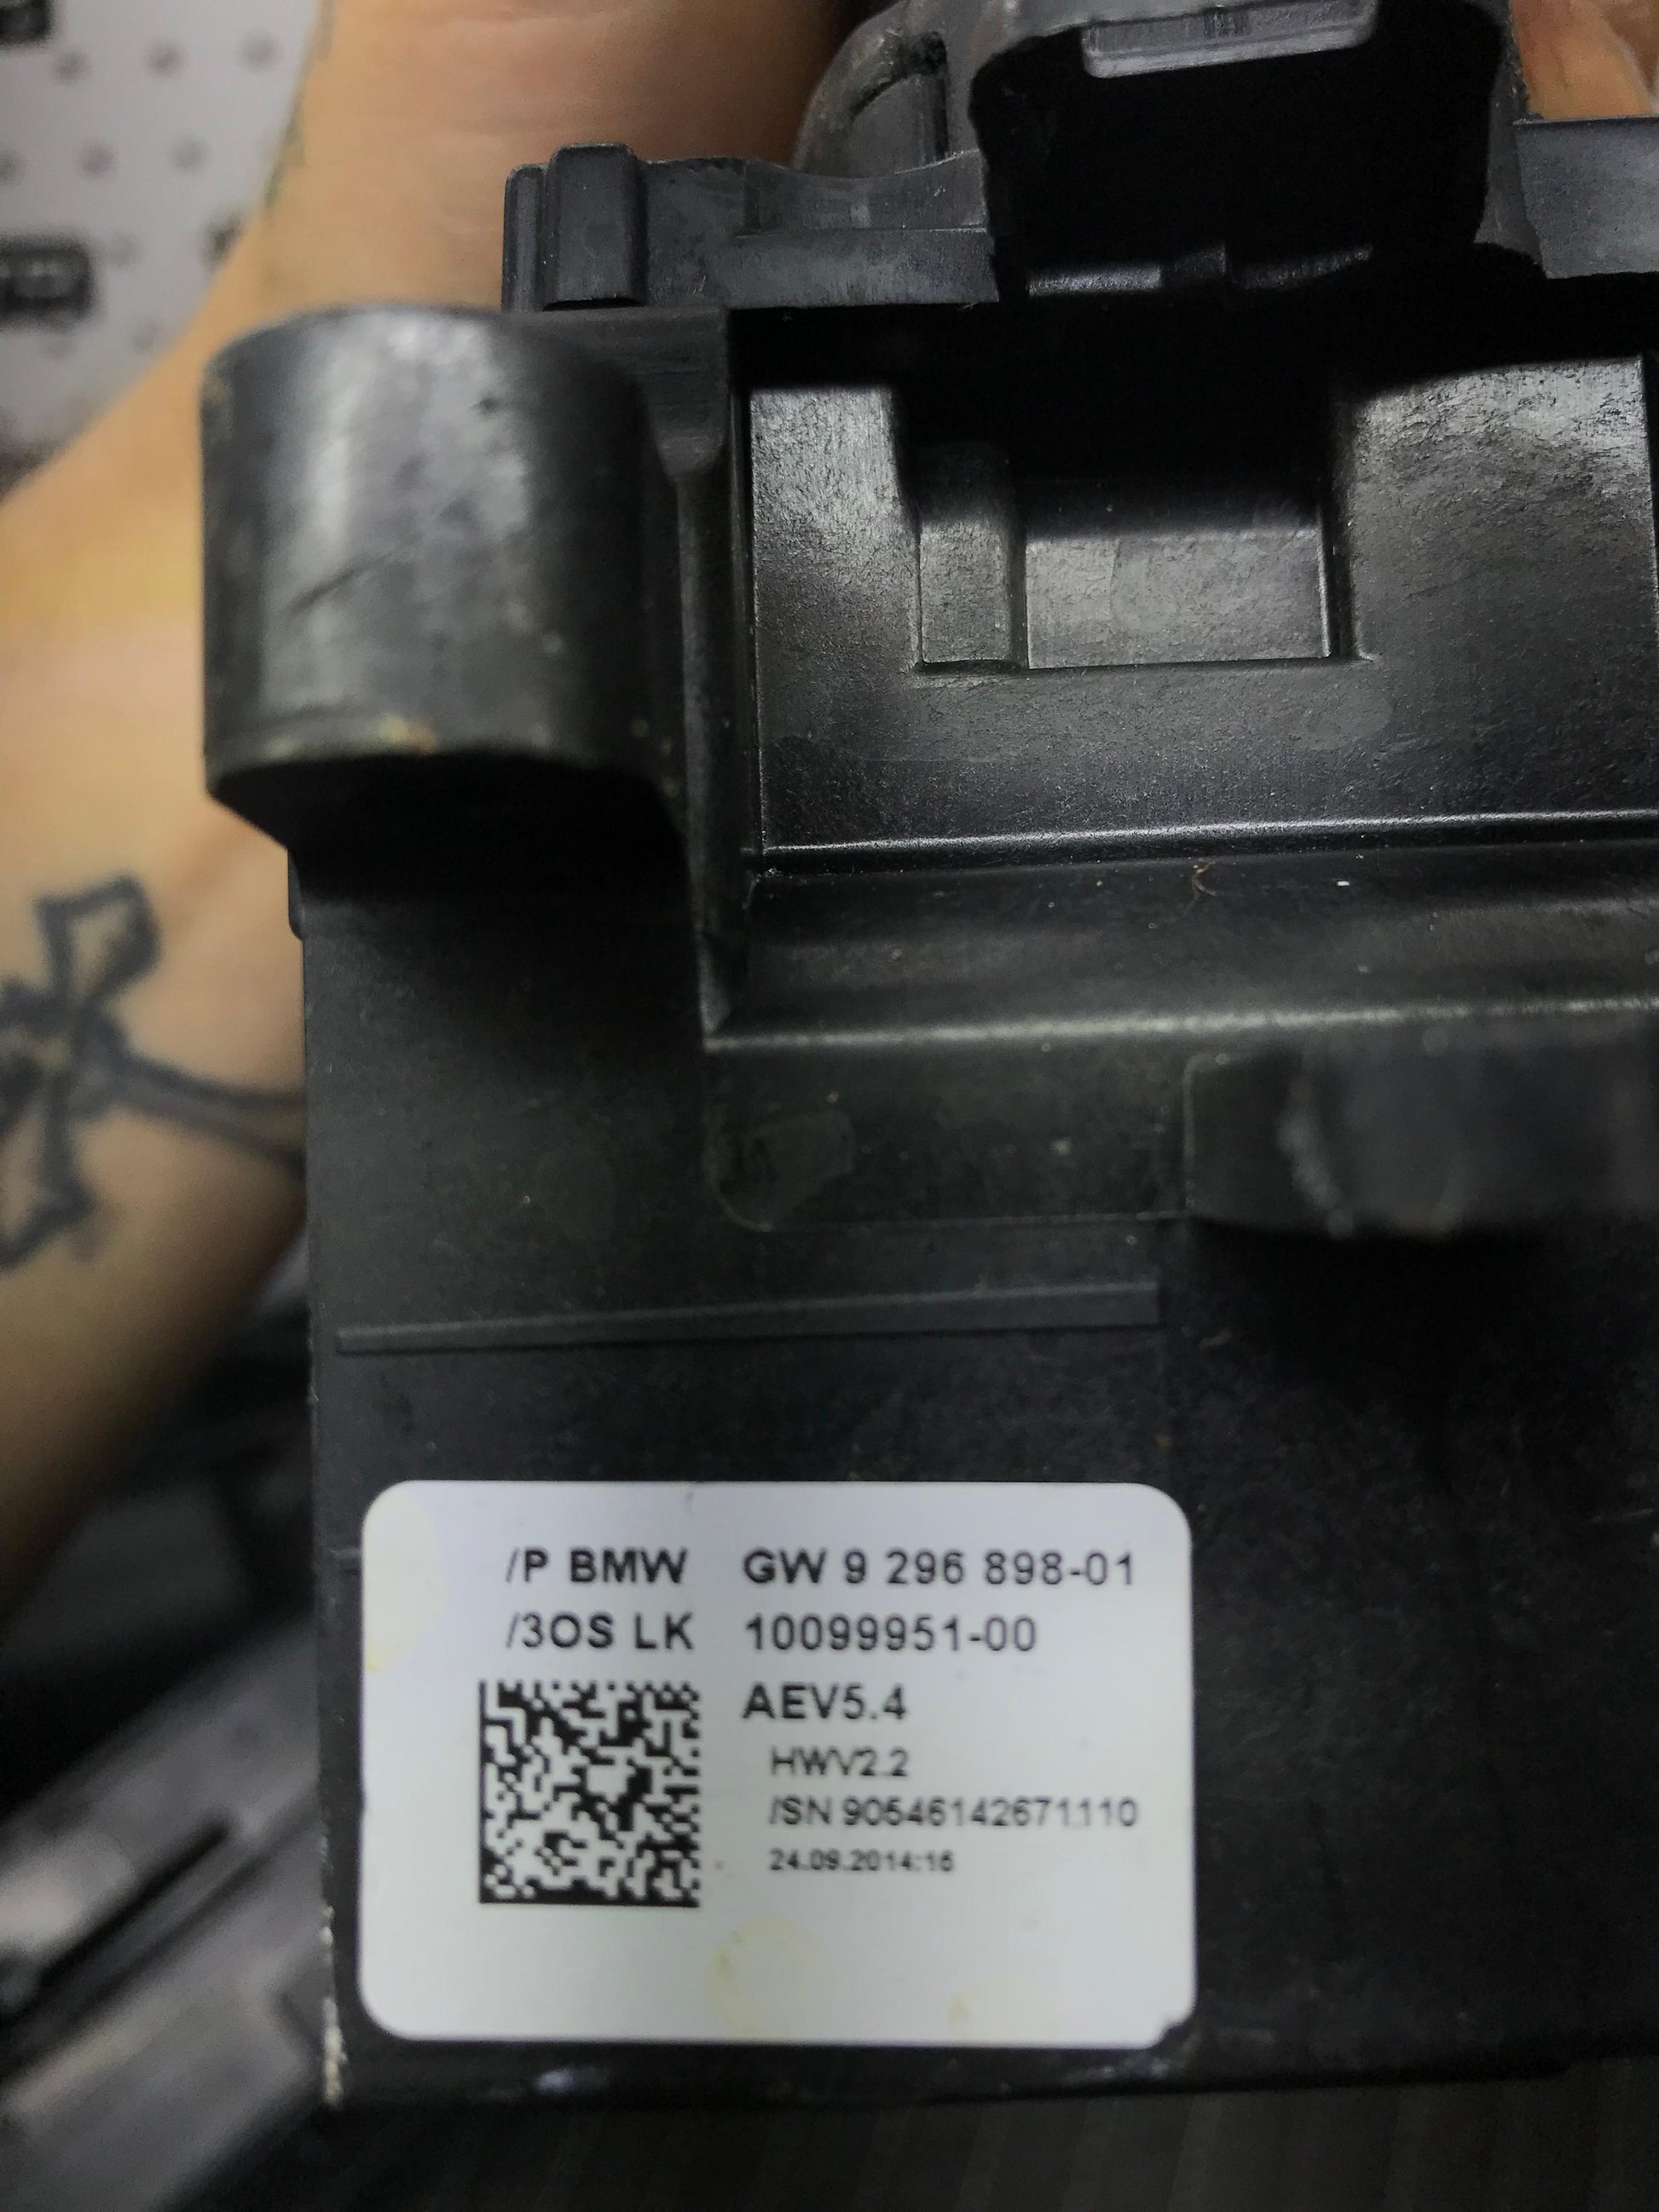 /P BMW GW 9 296 898-01
/3OS LK 10099951-00
AEV5.4
HWV2.2
/SN 90546142671110
24.09.2014:16